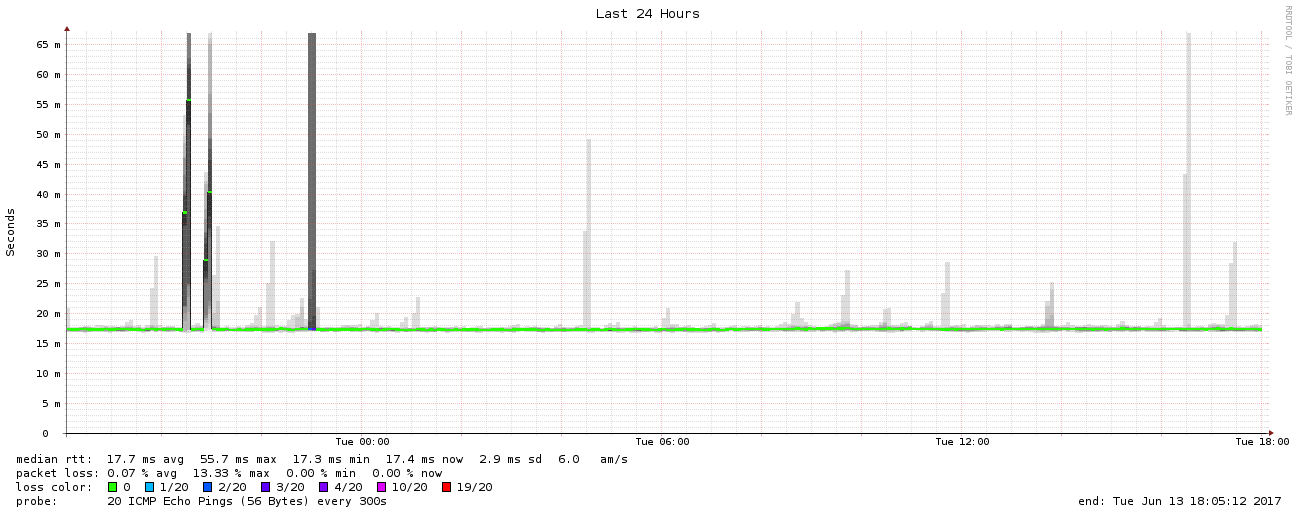 Last 24 Hours
RRDTOOL / TOBI OETIKER
Seconds
65 m
60 m
55 m
50 m
45 m
40 m
35 m
30 m
25 m
20 m
15 m
10 m
5 m
0
Tue 00:00 Tue 06:00 Tue 12:00 Tue 18:00
median rtt: 17.7 ms avg 55.7 ms max 17.3 ms min 17.4 ms now 2.9 ms sd 6.0 am/s
packet loss: 0.07 % avg 13.33 % max 0.00 % min 0.00 % now
loss color: 0 1/20 2/20 3/20 4/20 10/20 19/20
probe: 20 ICMP Echo Pings (56 Bytes) every 300s end: Tue Jun 13 18:05:12 2017